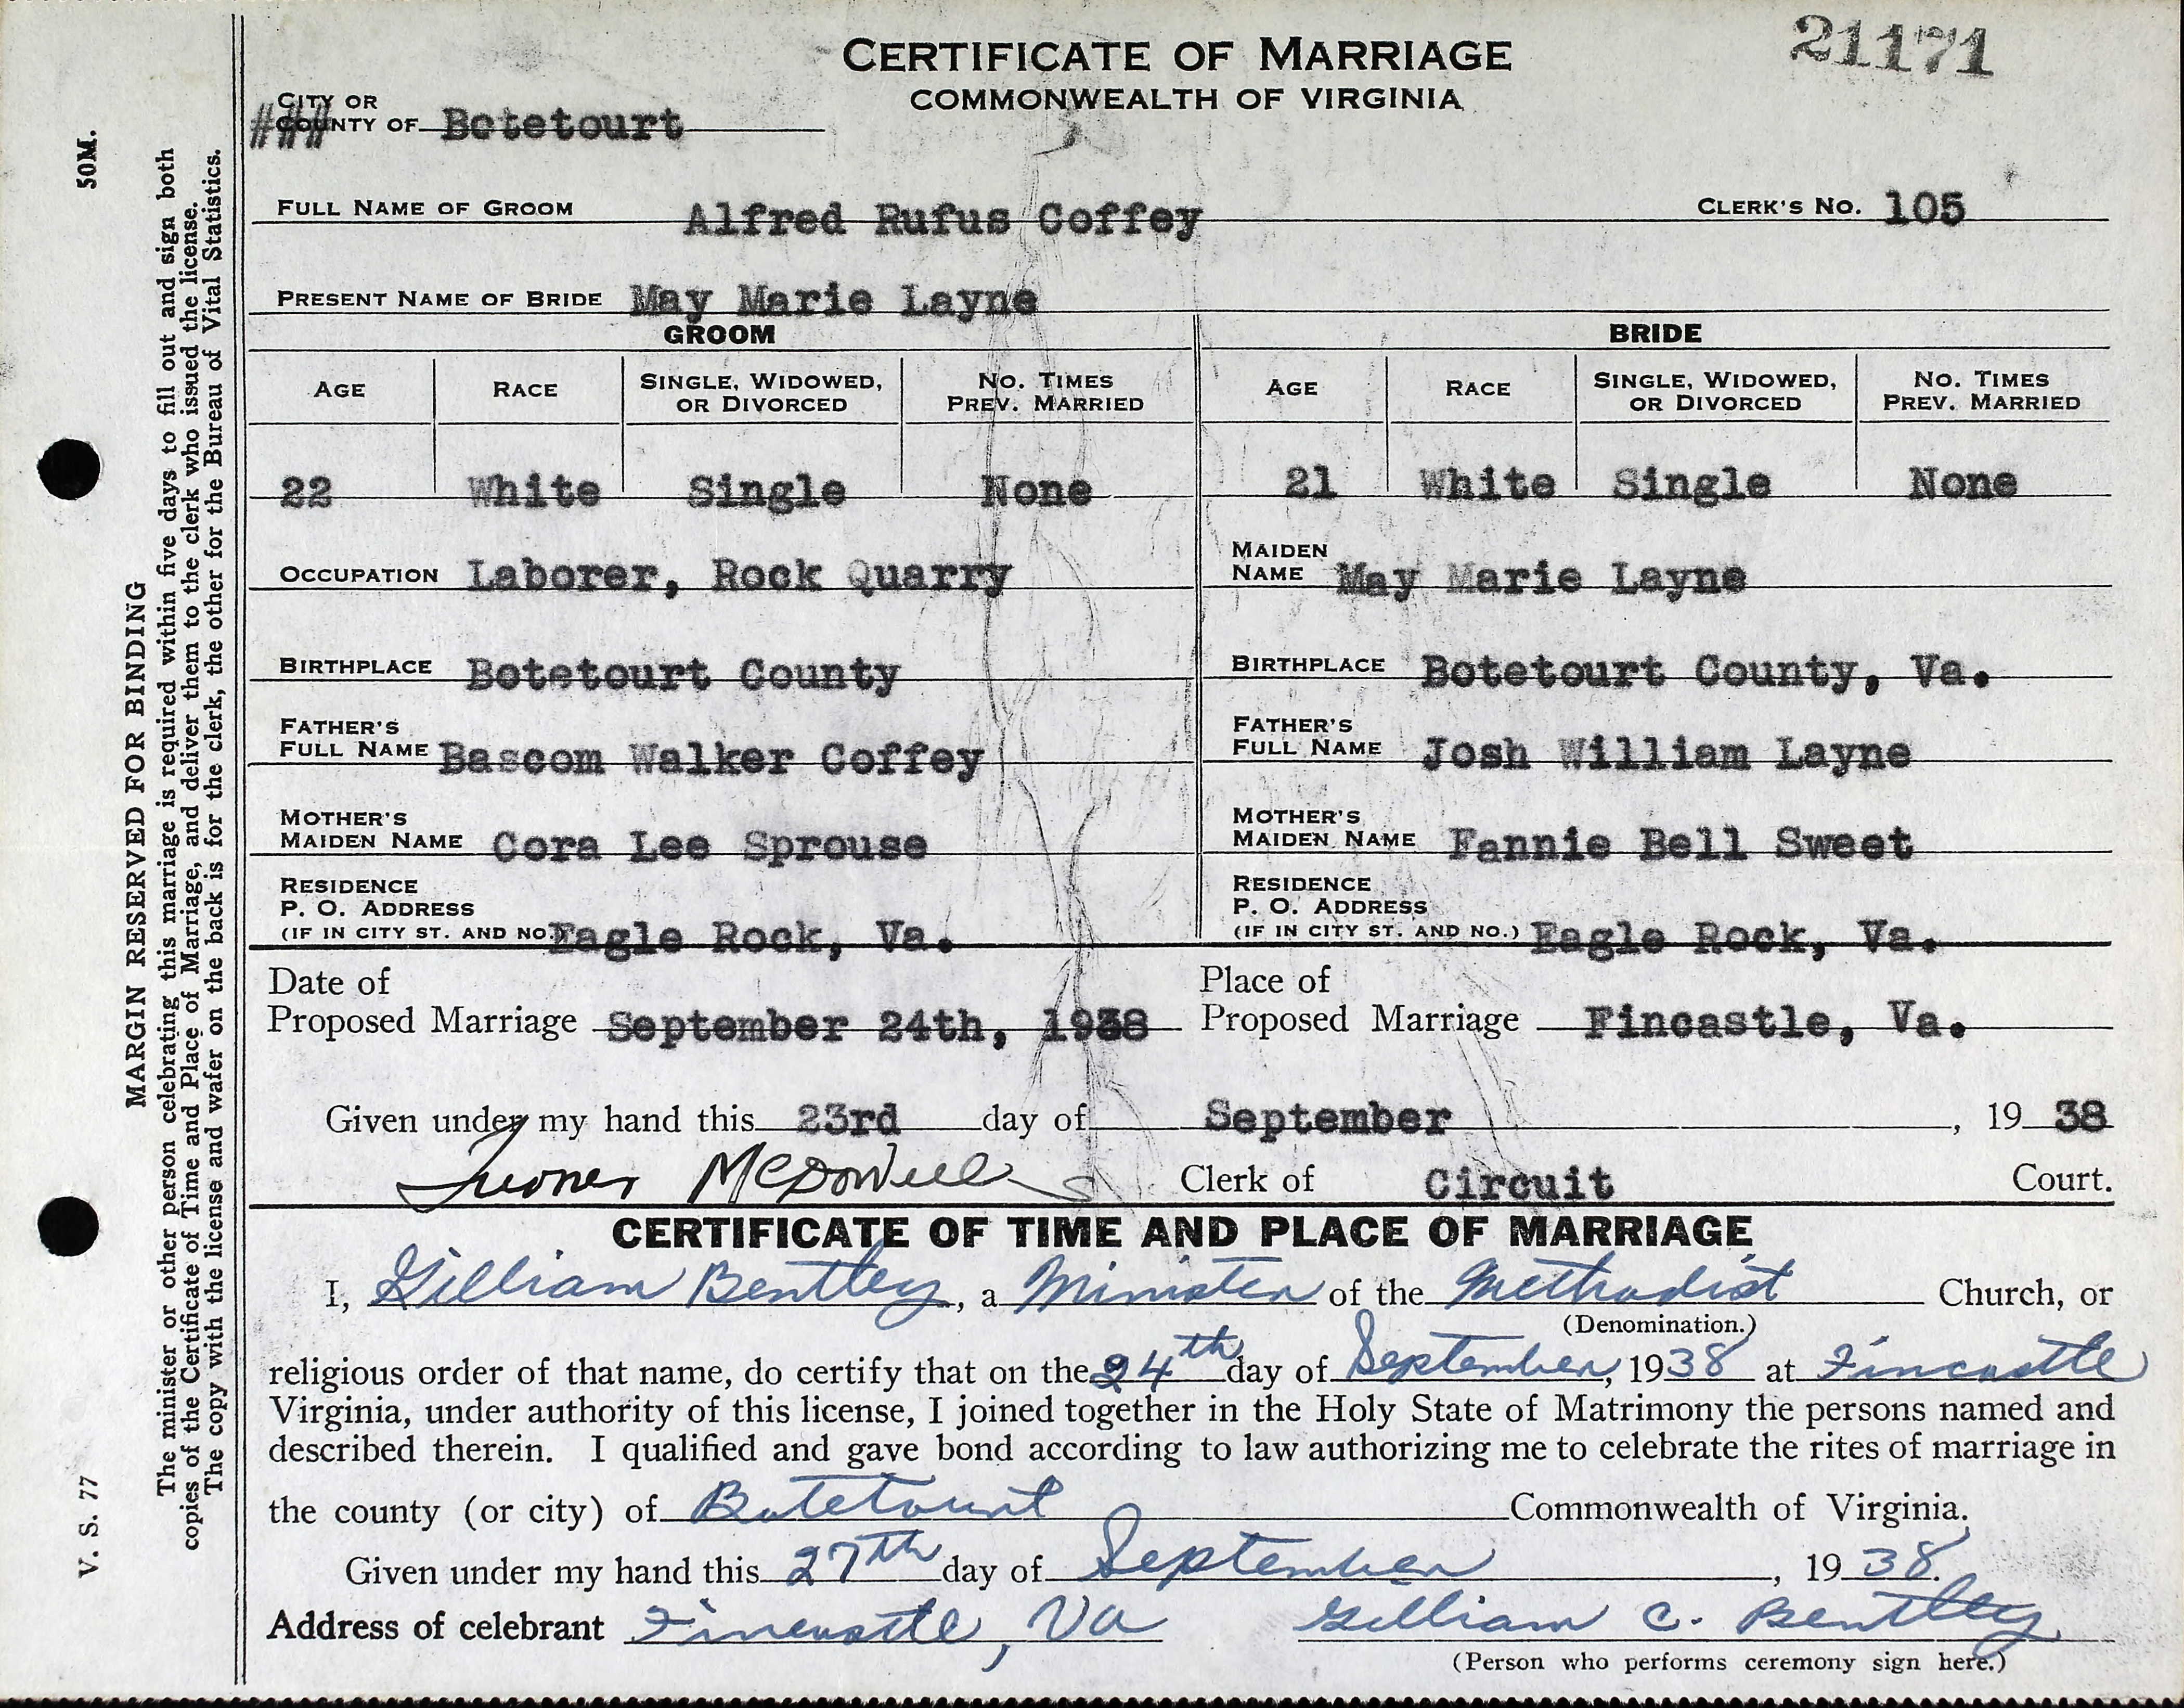 CERTIFICATE OF MARRIAGE
21171
COMMONWEALTH OF VIRGINIA
CITY OR
###COUNTY OF Botetourt
FULL NAME OF GROOM Alfred Rufus Coffey CLERK'S NO. 105
PRESENT NAME OF BRIDE May Marie Layne
GROOM BRIDE
AGE RACE SINGLE, WIDOWED, OR DIVORCED NO. TIMES PREV. MARRIED AGE RACE SINGLE, WIDOWED, OR DIVORCED NO. TIMES PREV. MARRIED
22 White Single None 21 White Single None
OCCUPATION Laborer, Rock Quarry MAIDEN NAME May Marie Layne
BIRTHPLACE Botetourt County BIRTHPLACE Botetourt County, Va.
FATHER'S FULL NAME Bascom Walker Coffey FATHER'S FULL NAME Josh William Layne
MOTHER'S MAIDEN NAME Cora Lee Sprouse MOTHER'S MAIDEN NAME Fannie Bell Sweet
RESIDENCE P. O. ADDRESS (IF IN CITY ST. AND NO.) Eagle Rock, Va. RESIDENCE P. O. ADDRESS (IF IN CITY ST. AND NO.) Eagle Rock, Va.
Date of Proposed Marriage September 24th, 1938 Place of Proposed Marriage Fincastle, Va.
Given under my hand this 23rd day of September, 19 38
Turner McDowell Clerk of Circuit Court.
CERTIFICATE OF TIME AND PLACE OF MARRIAGE
I, Gilliam Bentley, a Minister of the Methodist Church, or
(Denomination.)
religious order of that name, do certify that on the 24th day of September, 1938 at Fincastle
Virginia, under authority of this license, I joined together in the Holy State of Matrimony the persons named and
described therein. I qualified and gave bond according to law authorizing me to celebrate the rites of marriage in
the county (or city) of Botetourt Commonwealth of Virginia.
Given under my hand this 27th day of September, 19 38.
Address of celebrant Fincastle, Va Gilliam C. Bentley
(Person who performs ceremony sign here.)
V. S. 77 50M.
MARGIN RESERVED FOR BINDING
The minister or other person celebrating this marriage is required within five days to fill out and sign both
copies of the Certificate of Time and Place of Marriage, and deliver them to the clerk who issued the license.
The copy with the license and wafer on the back is for the clerk, the other for the Bureau of Vital Statistics.